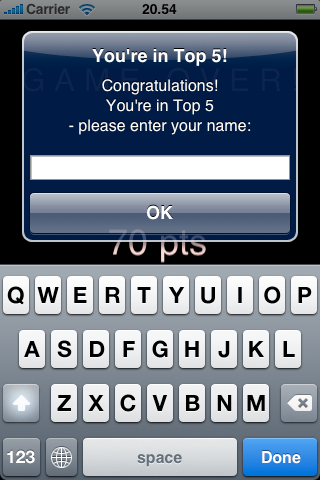 Carrier 20.54
GAME OVER!
You're in Top 5!
Congratulations!
You're in Top 5
- please enter your name:
OK
70 pts
Q W E R T Y U I O P
A S D F G H J K L
Z X C V B N M
123 space Done